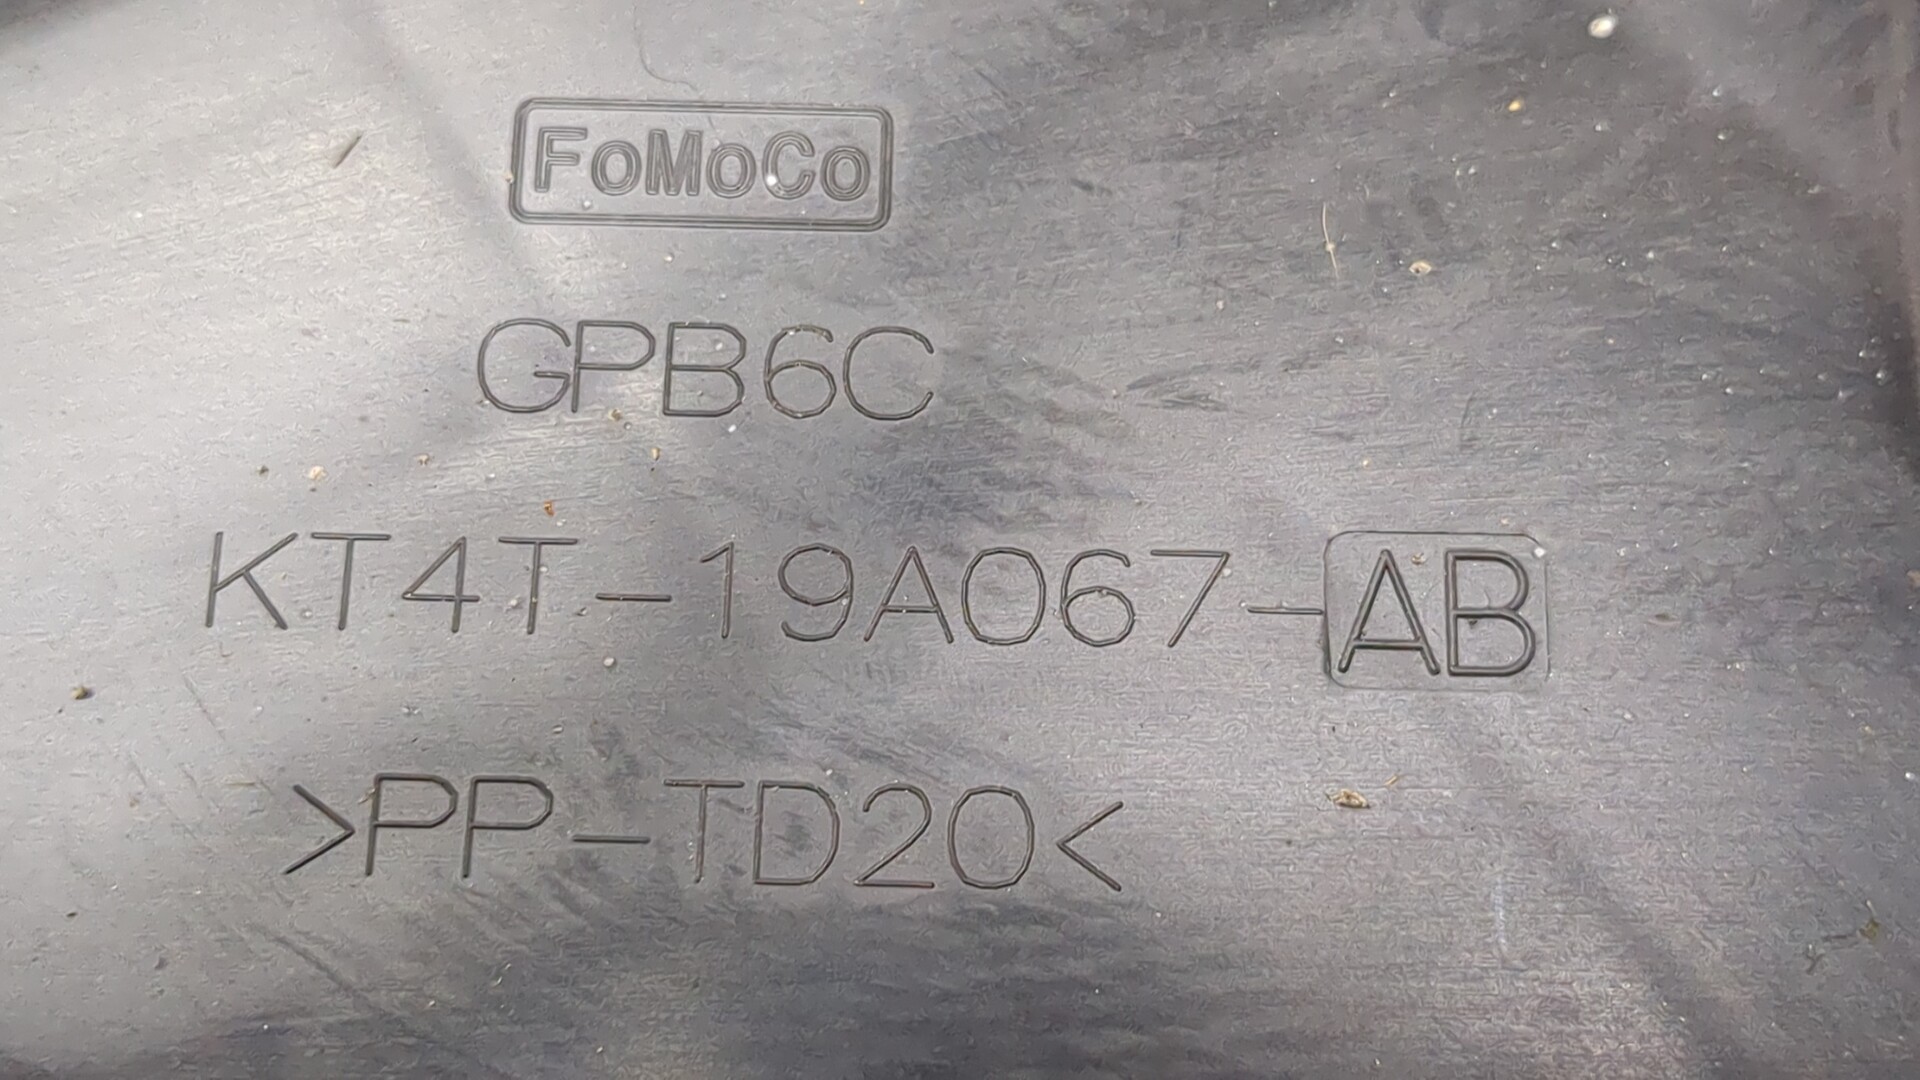 FoMoCo
GPB6C
KT4T-19A067-AB
>PP-TD20<